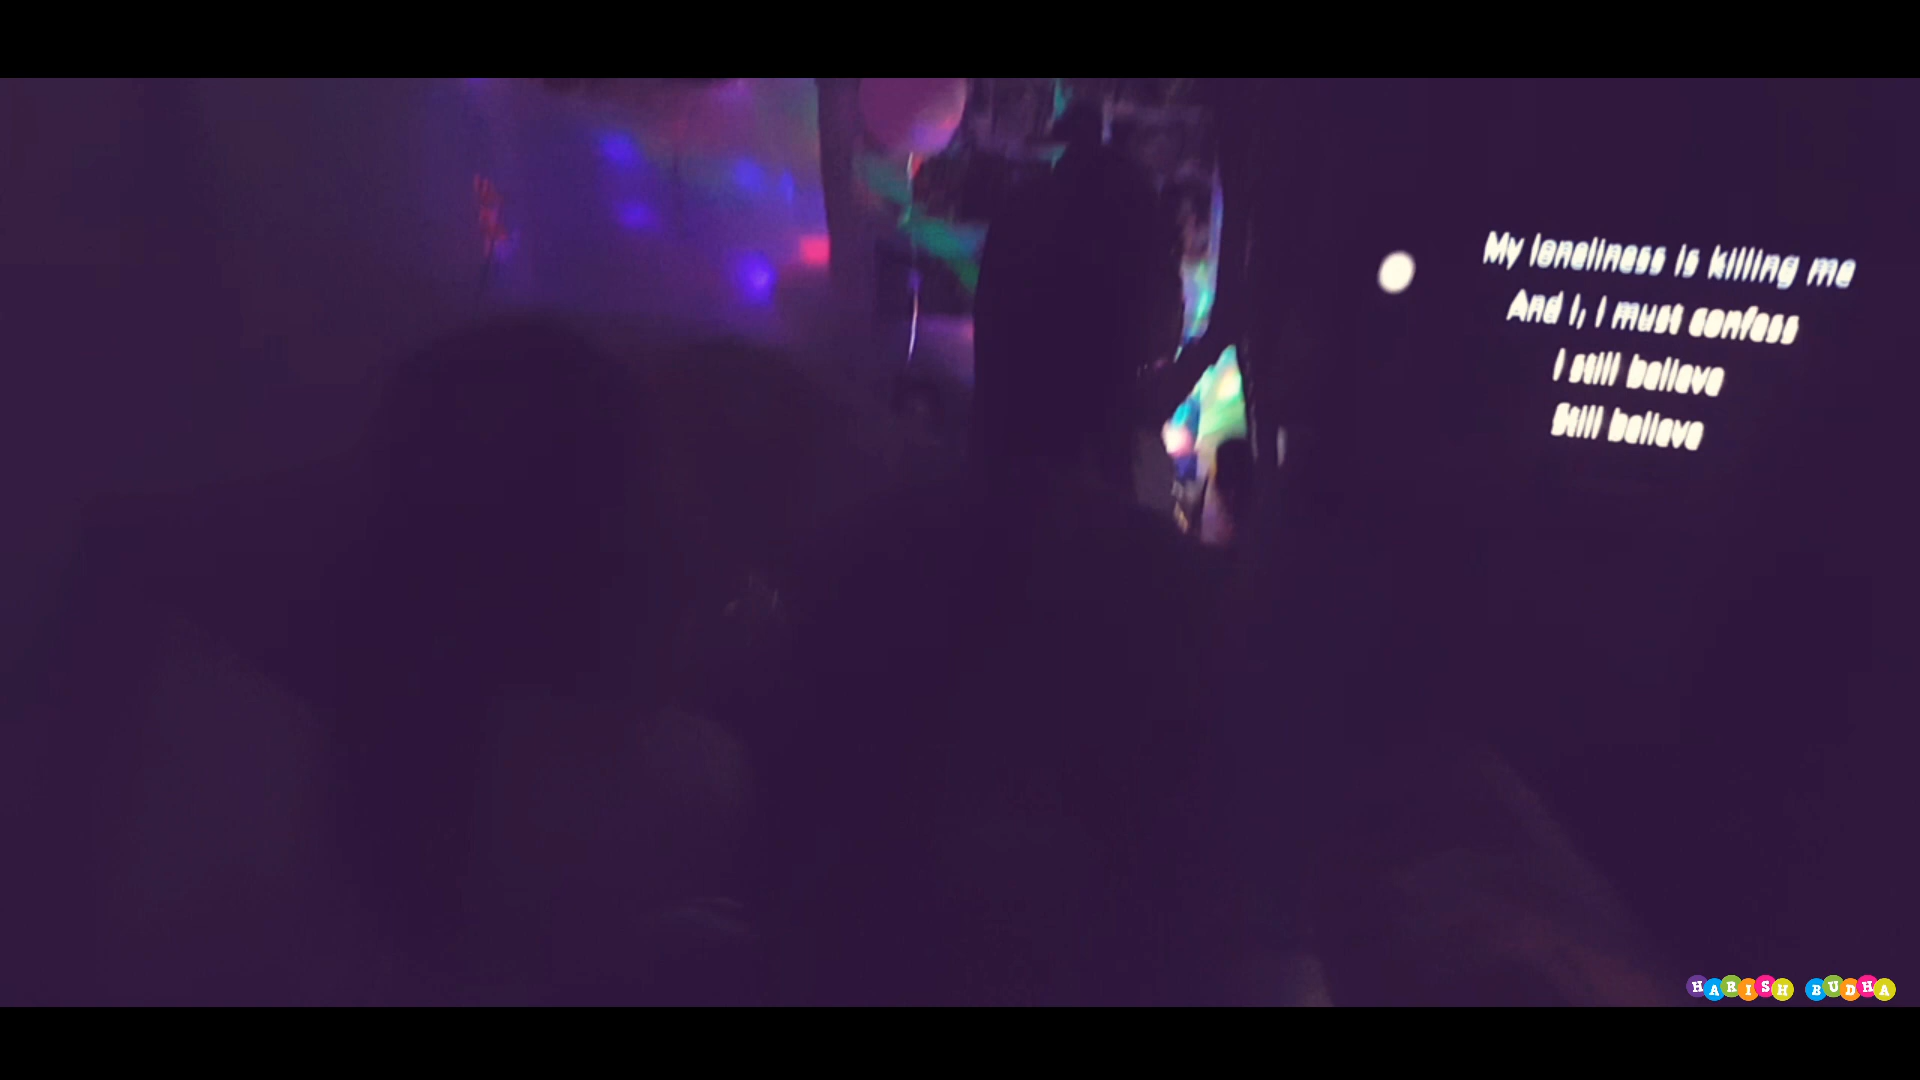 My loneliness is killing me
And I, I must confess
I still believe
Still believe
HARISH BUDHA